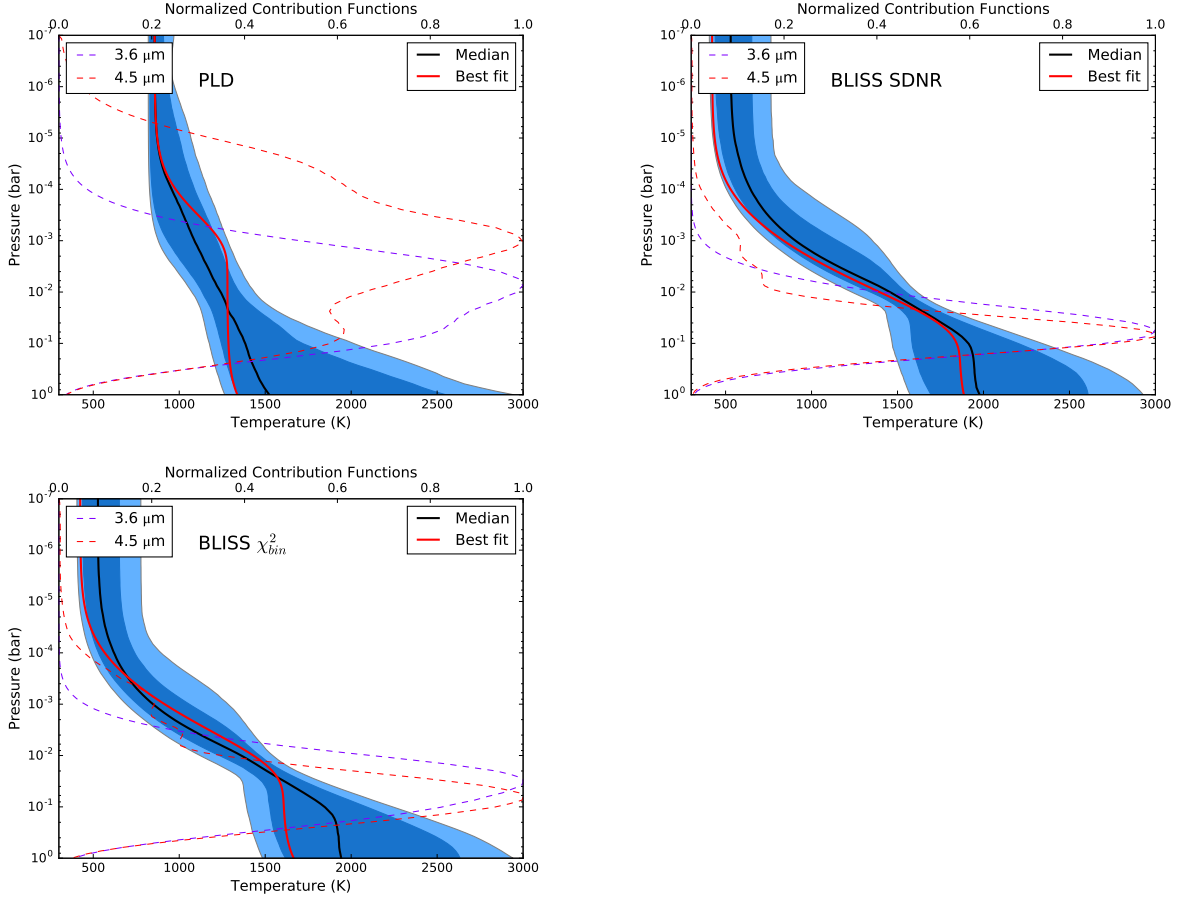 Normalized Contribution Functions
0.0 0.2 0.4 0.6 0.8 1.0
3.6 μm
4.5 μm
PLD
Median
Best fit
Pressure (bar)
10⁻⁷
10⁻⁶
10⁻⁵
10⁻⁴
10⁻³
10⁻²
10⁻¹
10⁰
500 1000 1500 2000 2500 3000
Temperature (K)
Normalized Contribution Functions
0.0 0.2 0.4 0.6 0.8 1.0
3.6 μm
4.5 μm
BLISS SDNR
Median
Best fit
Pressure (bar)
10⁻⁷
10⁻⁶
10⁻⁵
10⁻⁴
10⁻³
10⁻²
10⁻¹
10⁰
500 1000 1500 2000 2500 3000
Temperature (K)
Normalized Contribution Functions
0.0 0.2 0.4 0.6 0.8 1.0
3.6 μm
4.5 μm
BLISS χ²bin
Median
Best fit
Pressure (bar)
10⁻⁷
10⁻⁶
10⁻⁵
10⁻⁴
10⁻³
10⁻²
10⁻¹
10⁰
500 1000 1500 2000 2500 3000
Temperature (K)